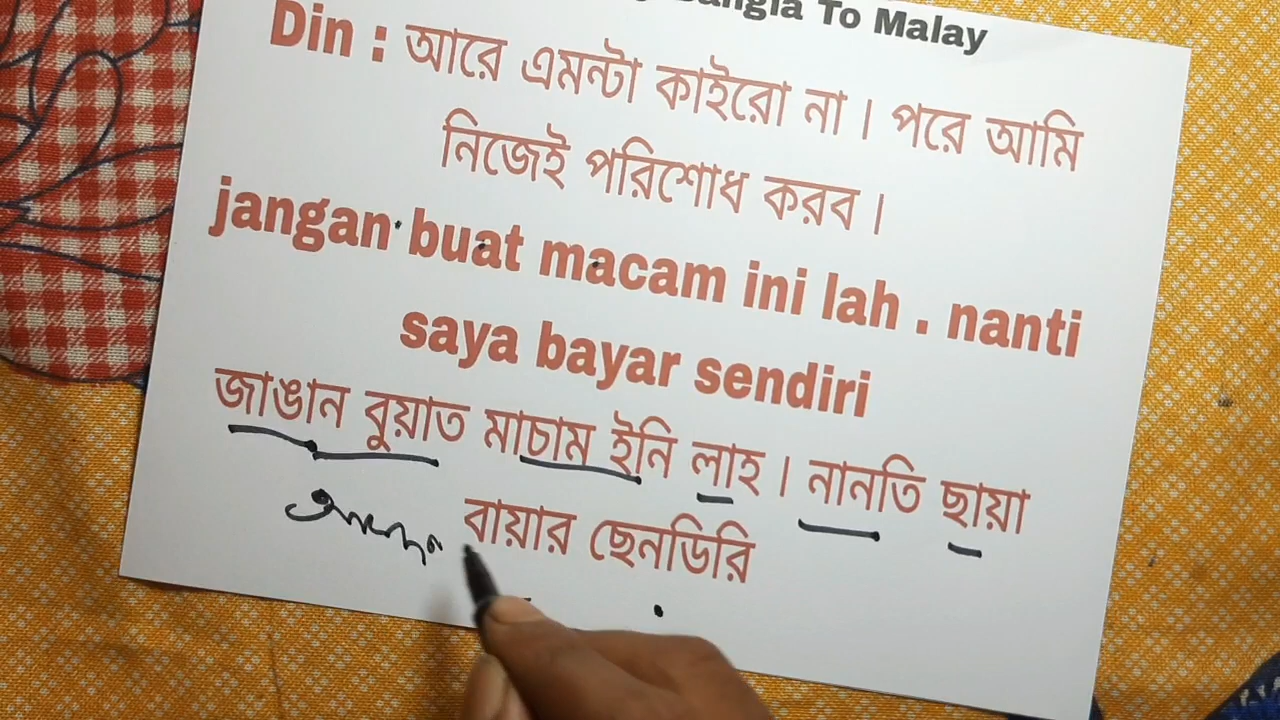 Bangla To Malay
Din : আরে এমন্টা কাইরো না । পরে আমি
নিজেই পরিশোধ করব ।
jangan buat macam ini lah . nanti
saya bayar sendiri
জাঙান বুয়াত মাচাম ইনি লাহ । নানতি ছায়া
বায়ার ছেনডিরি